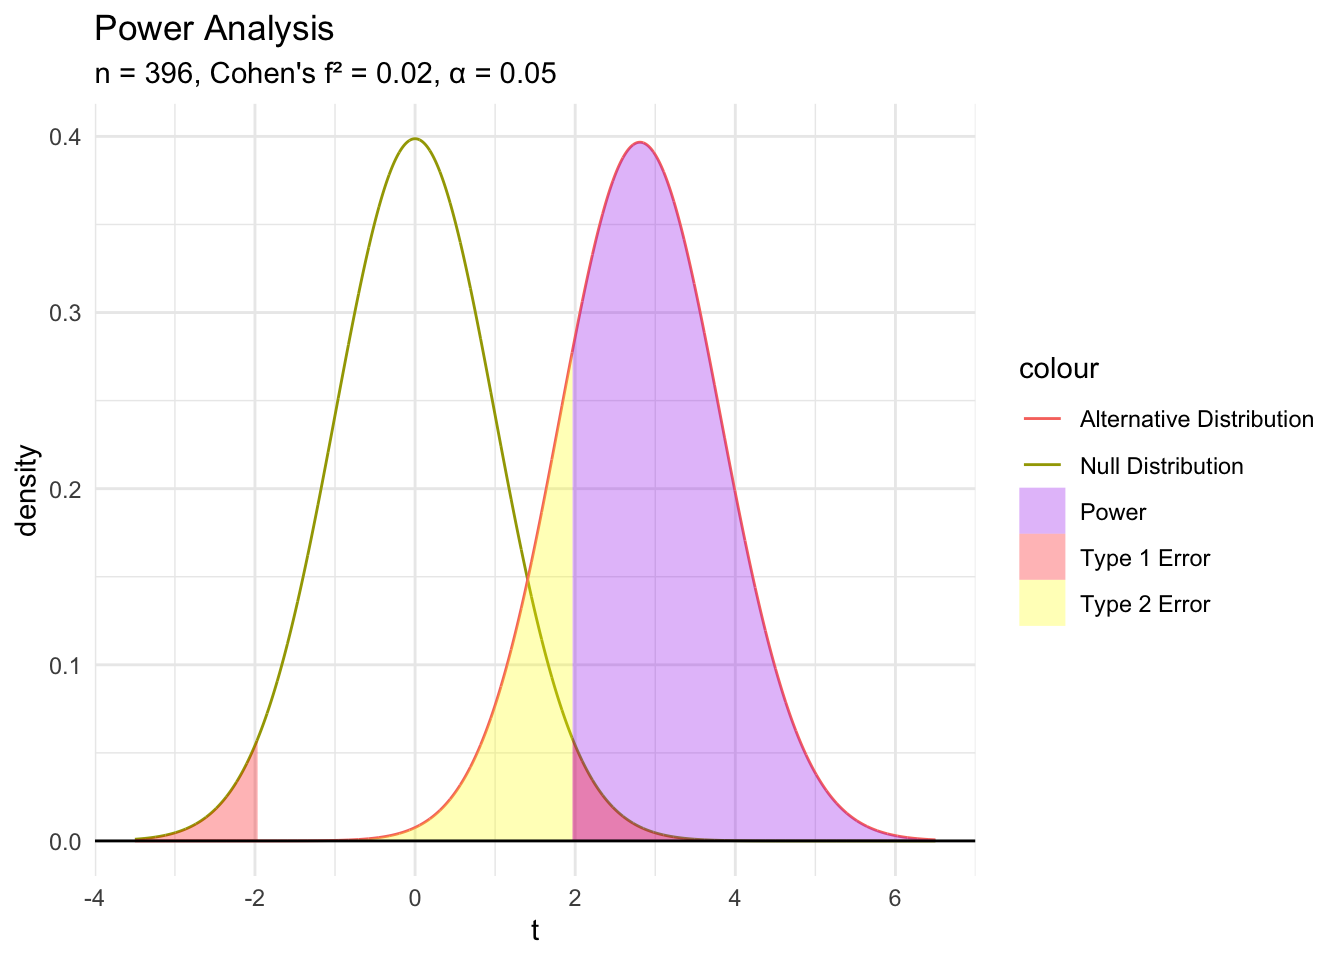 Power Analysis
n = 396, Cohen's f² = 0.02, α = 0.05
density
0.4
0.3
0.2
0.1
0.0
-4
-2
0
2
4
6
t
colour
Alternative Distribution
Null Distribution
Power
Type 1 Error
Type 2 Error